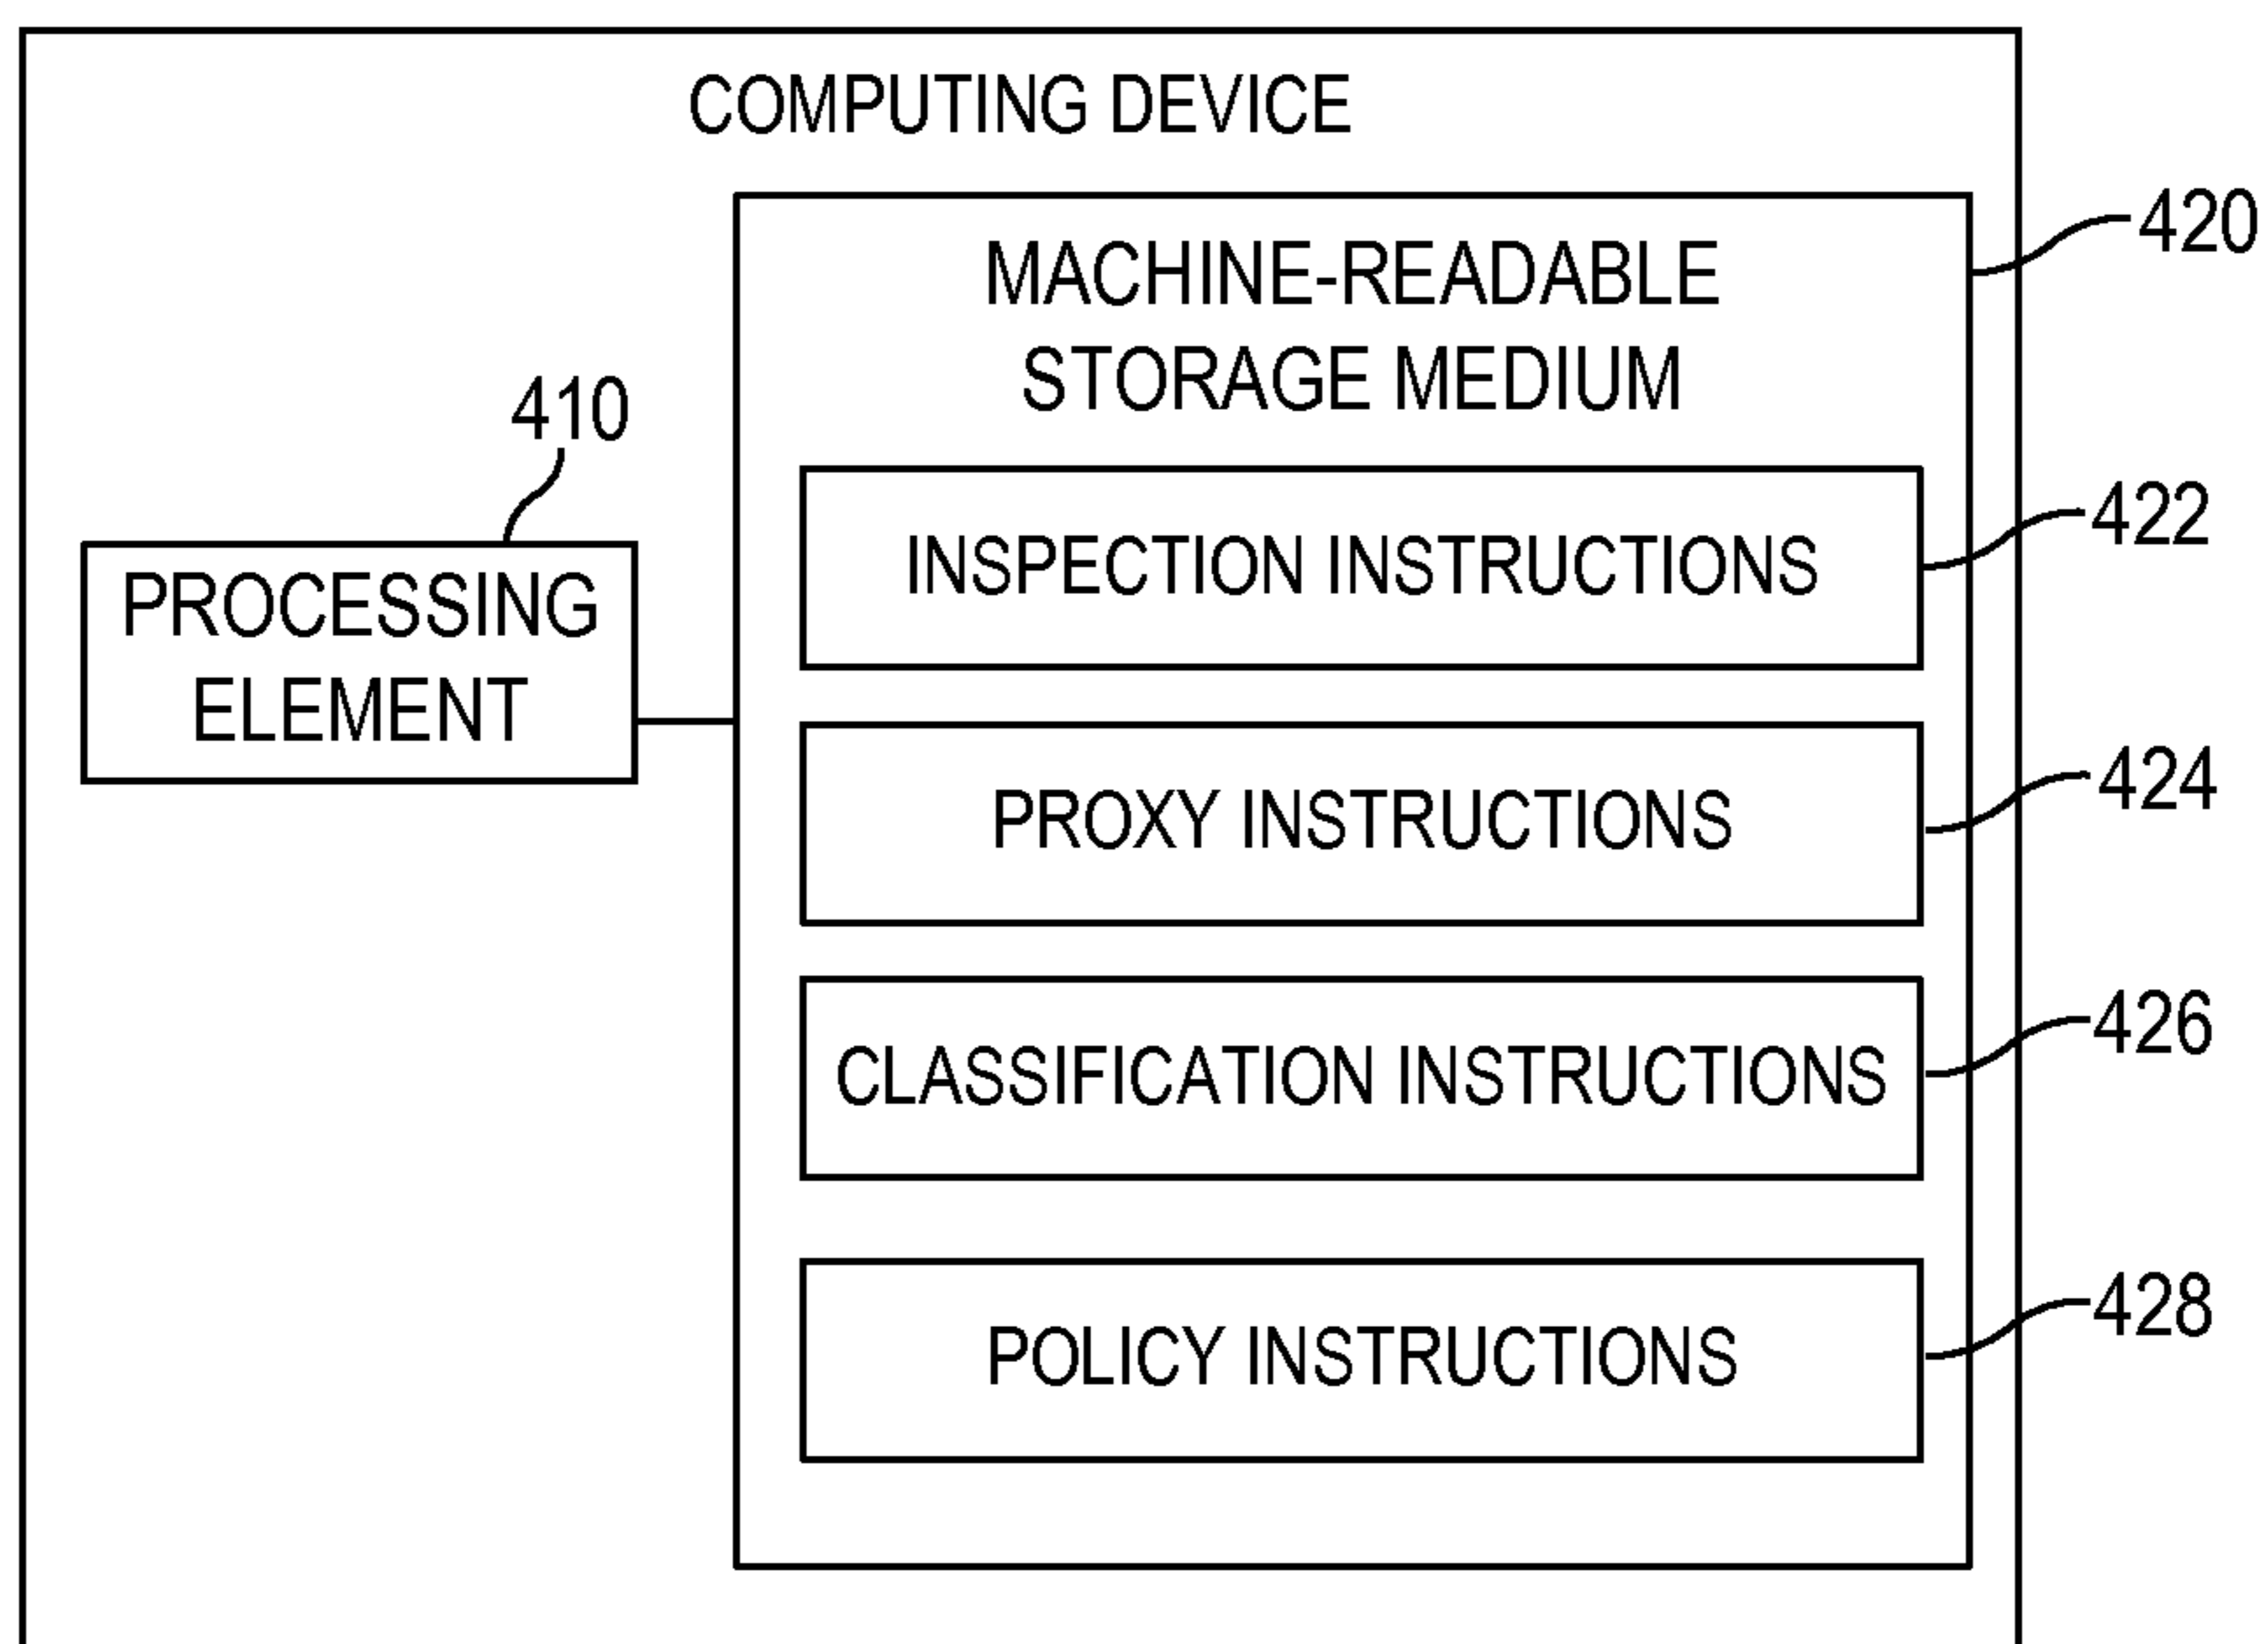 COMPUTING DEVICE
420
MACHINE-READABLE
STORAGE MEDIUM
410
PROCESSING
ELEMENT
422
INSPECTION INSTRUCTIONS
424
PROXY INSTRUCTIONS
426
CLASSIFICATION INSTRUCTIONS
428
POLICY INSTRUCTIONS